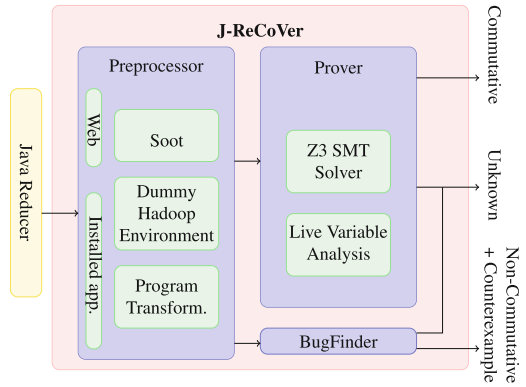 J-ReCoVer
Java Reducer
Preprocessor
Web
Installed app.
Soot
Dummy
Hadoop
Environment
Program
Transform.
Prover
Z3 SMT
Solver
Live Variable
Analysis
BugFinder
Commutative
Unknown
Non-Commutative
+ Counterexample